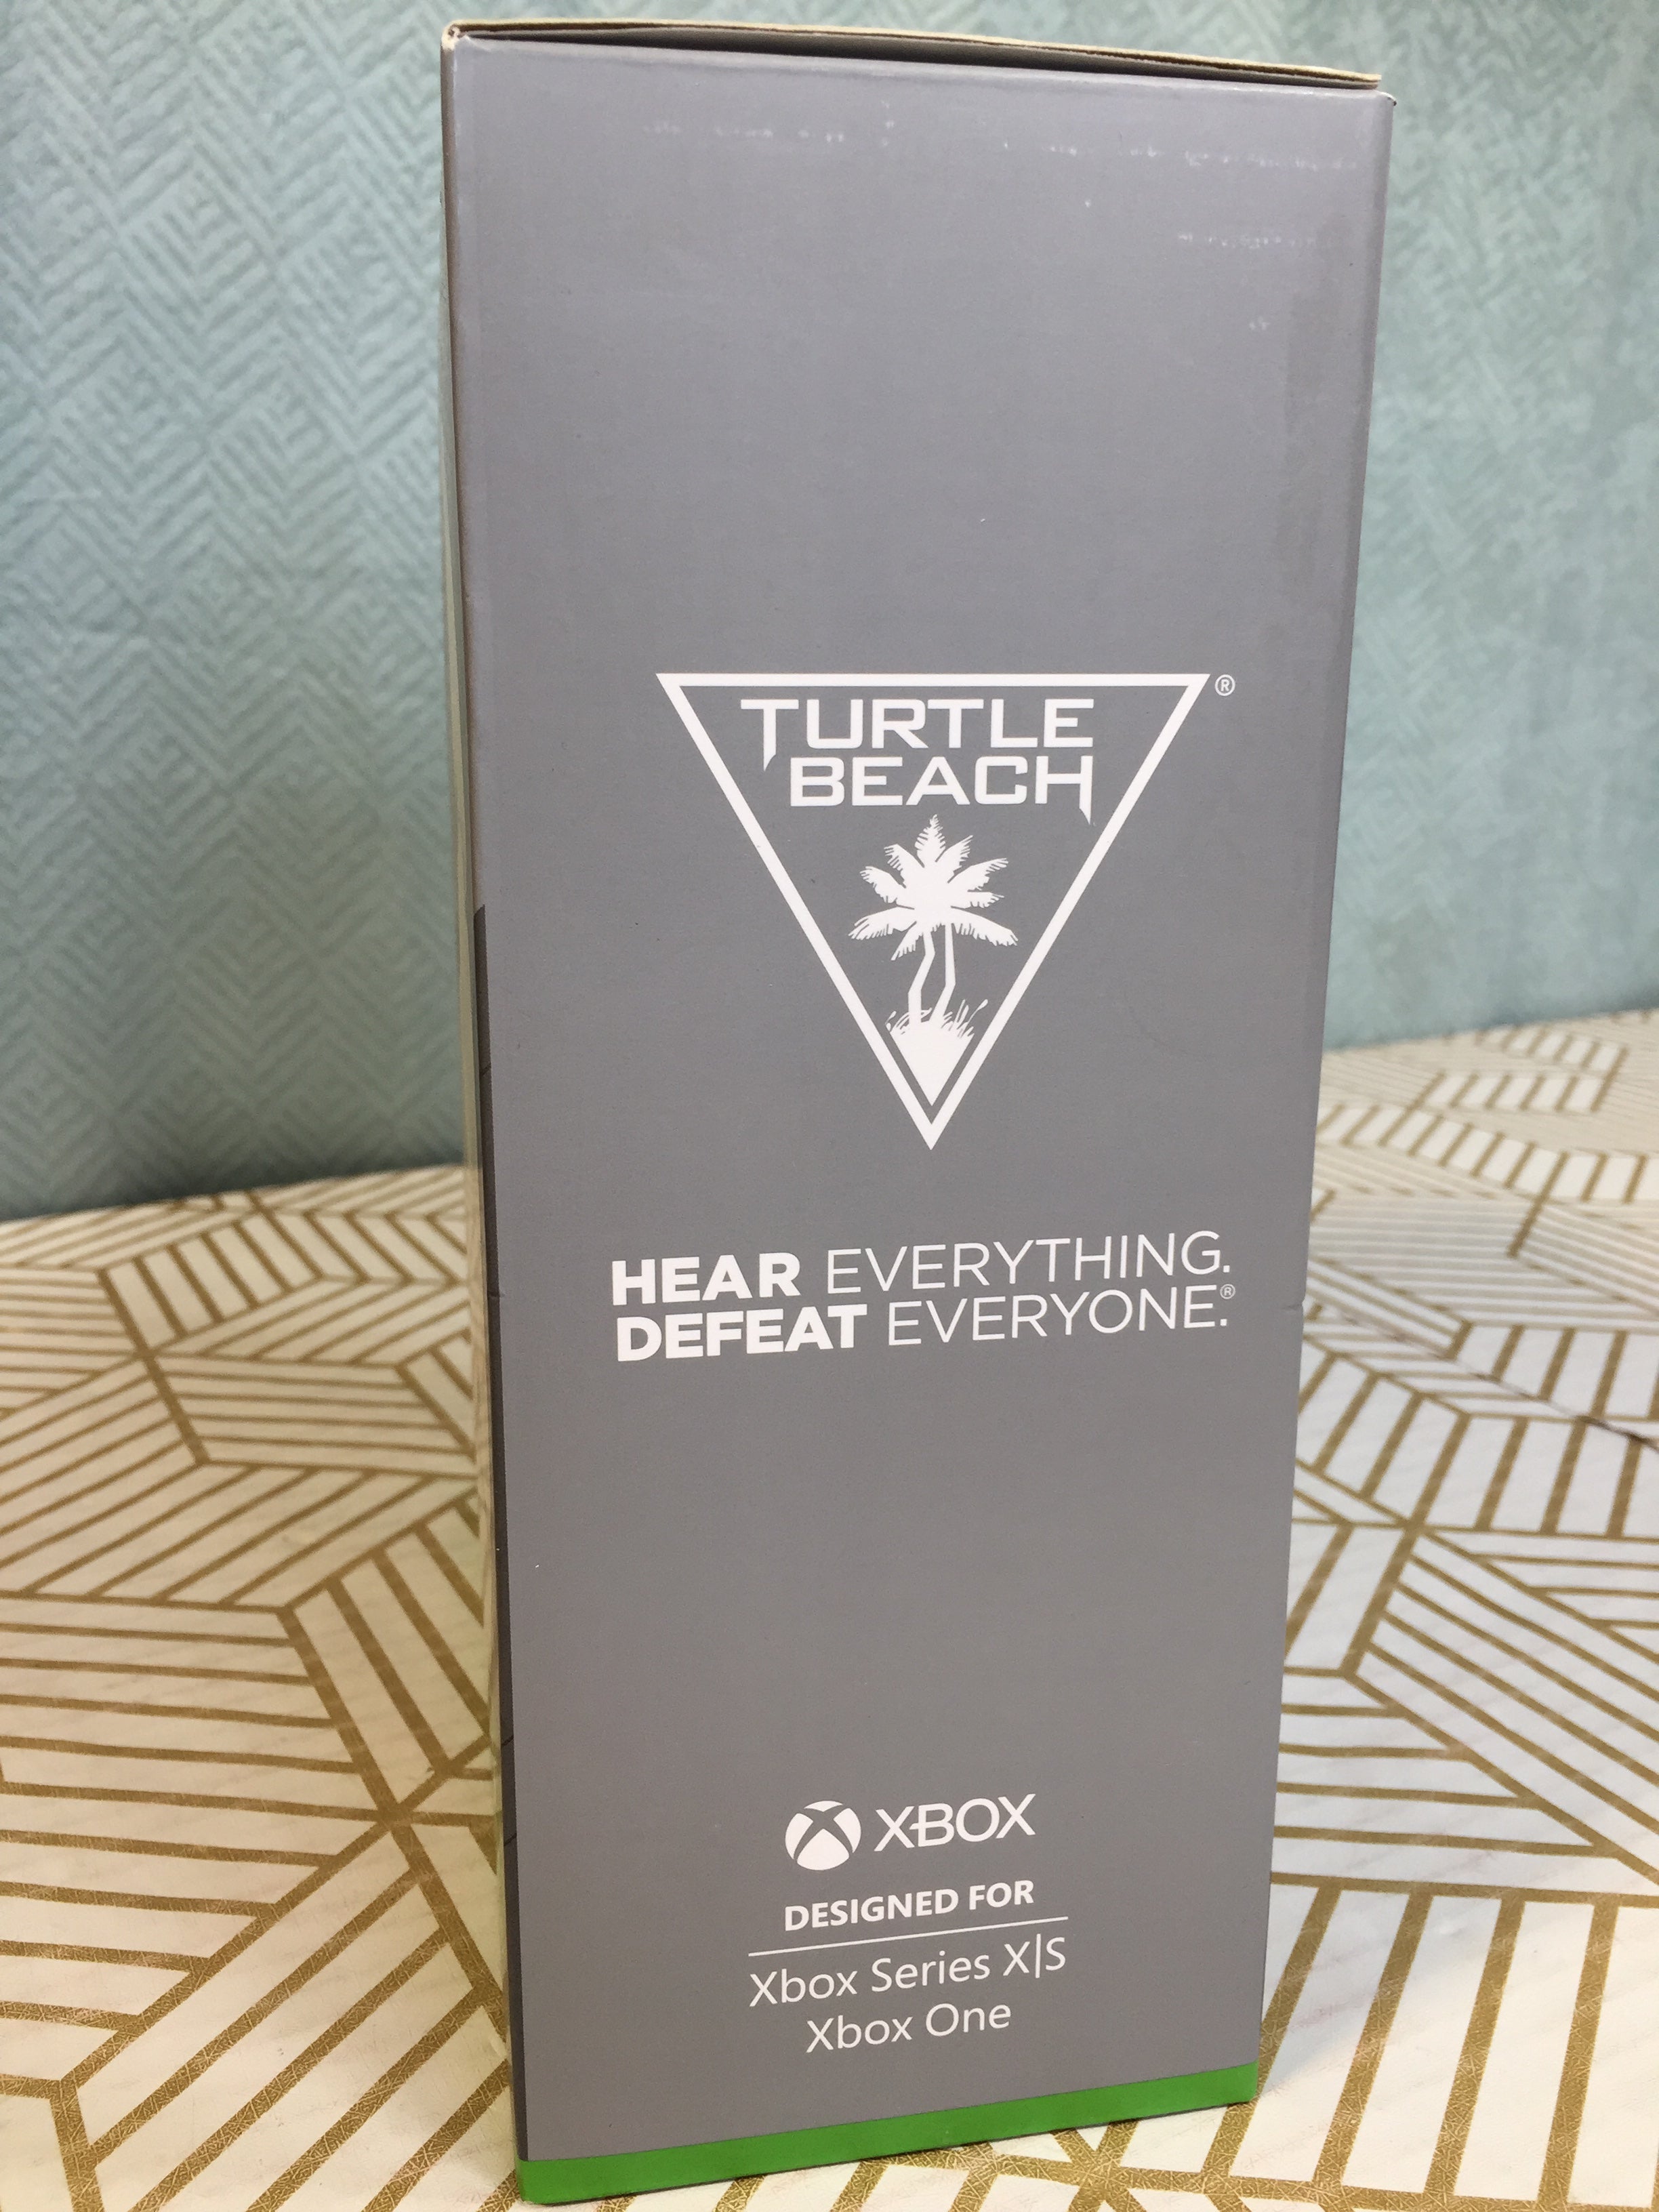 TURTLE
BEACH
®
HEAR EVERYTHING.
DEFEAT EVERYONE.®
XBOX
DESIGNED FOR
Xbox Series X|S
Xbox One